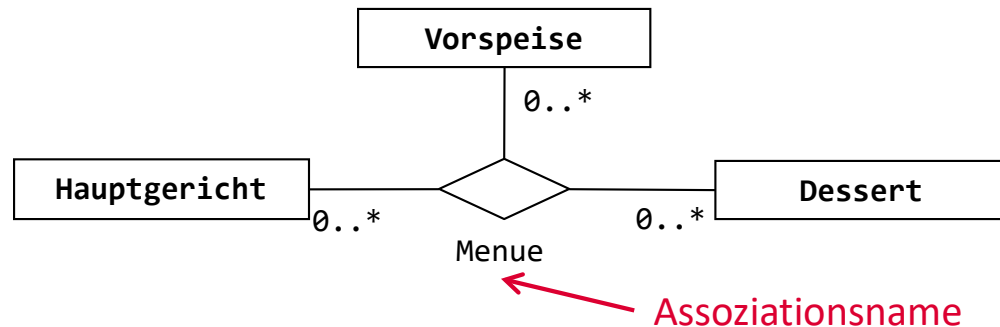 Vorspeise
0..*
Hauptgericht
Dessert
0..*
0..*
Menue
Assoziationsname